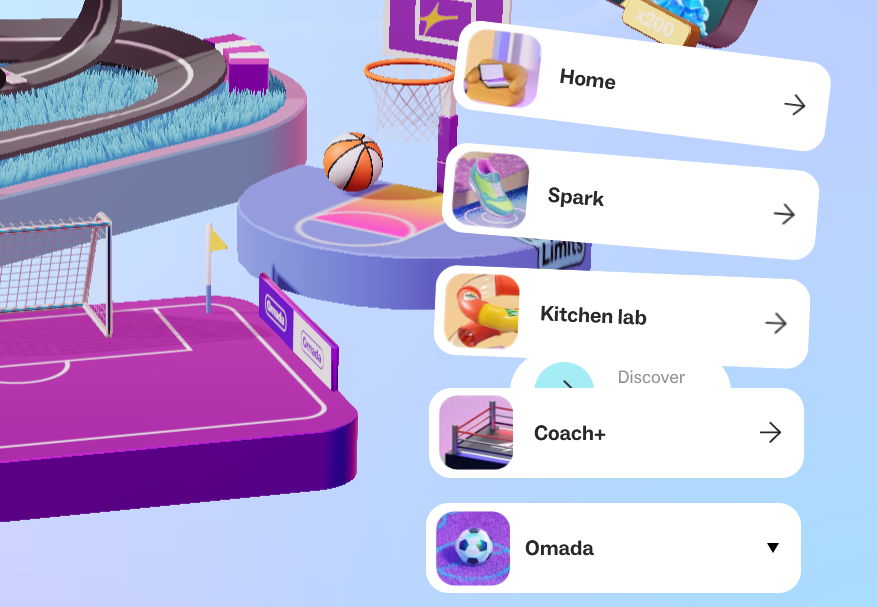 x200
Home
Spark
Limits
Kitchen lab
Omada
Omada
Discover
Coach+
Omada